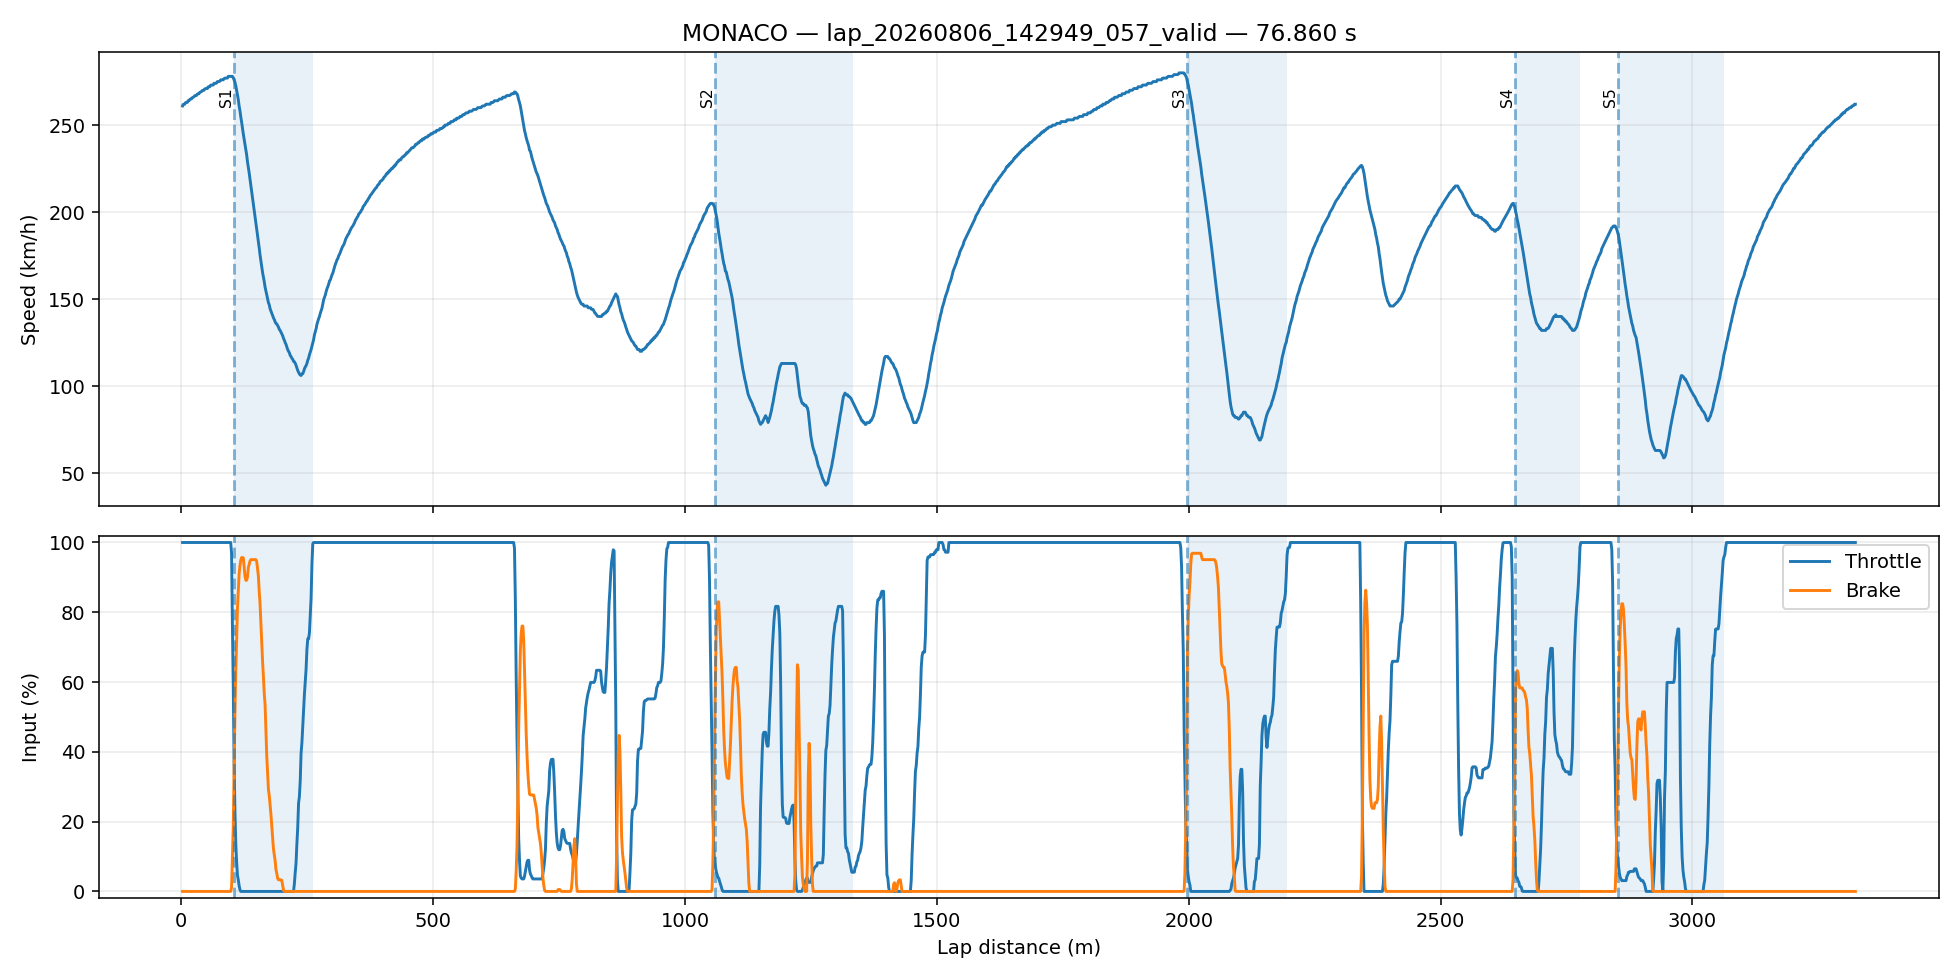 MONACO — lap_20260806_142949_057_valid — 76.860 s
Speed (km/h)
250
200
150
100
50
S1
S2
S3
S4
S5
Input (%)
100
80
60
40
20
0
Throttle
Brake
0
500
1000
1500
2000
2500
3000
Lap distance (m)